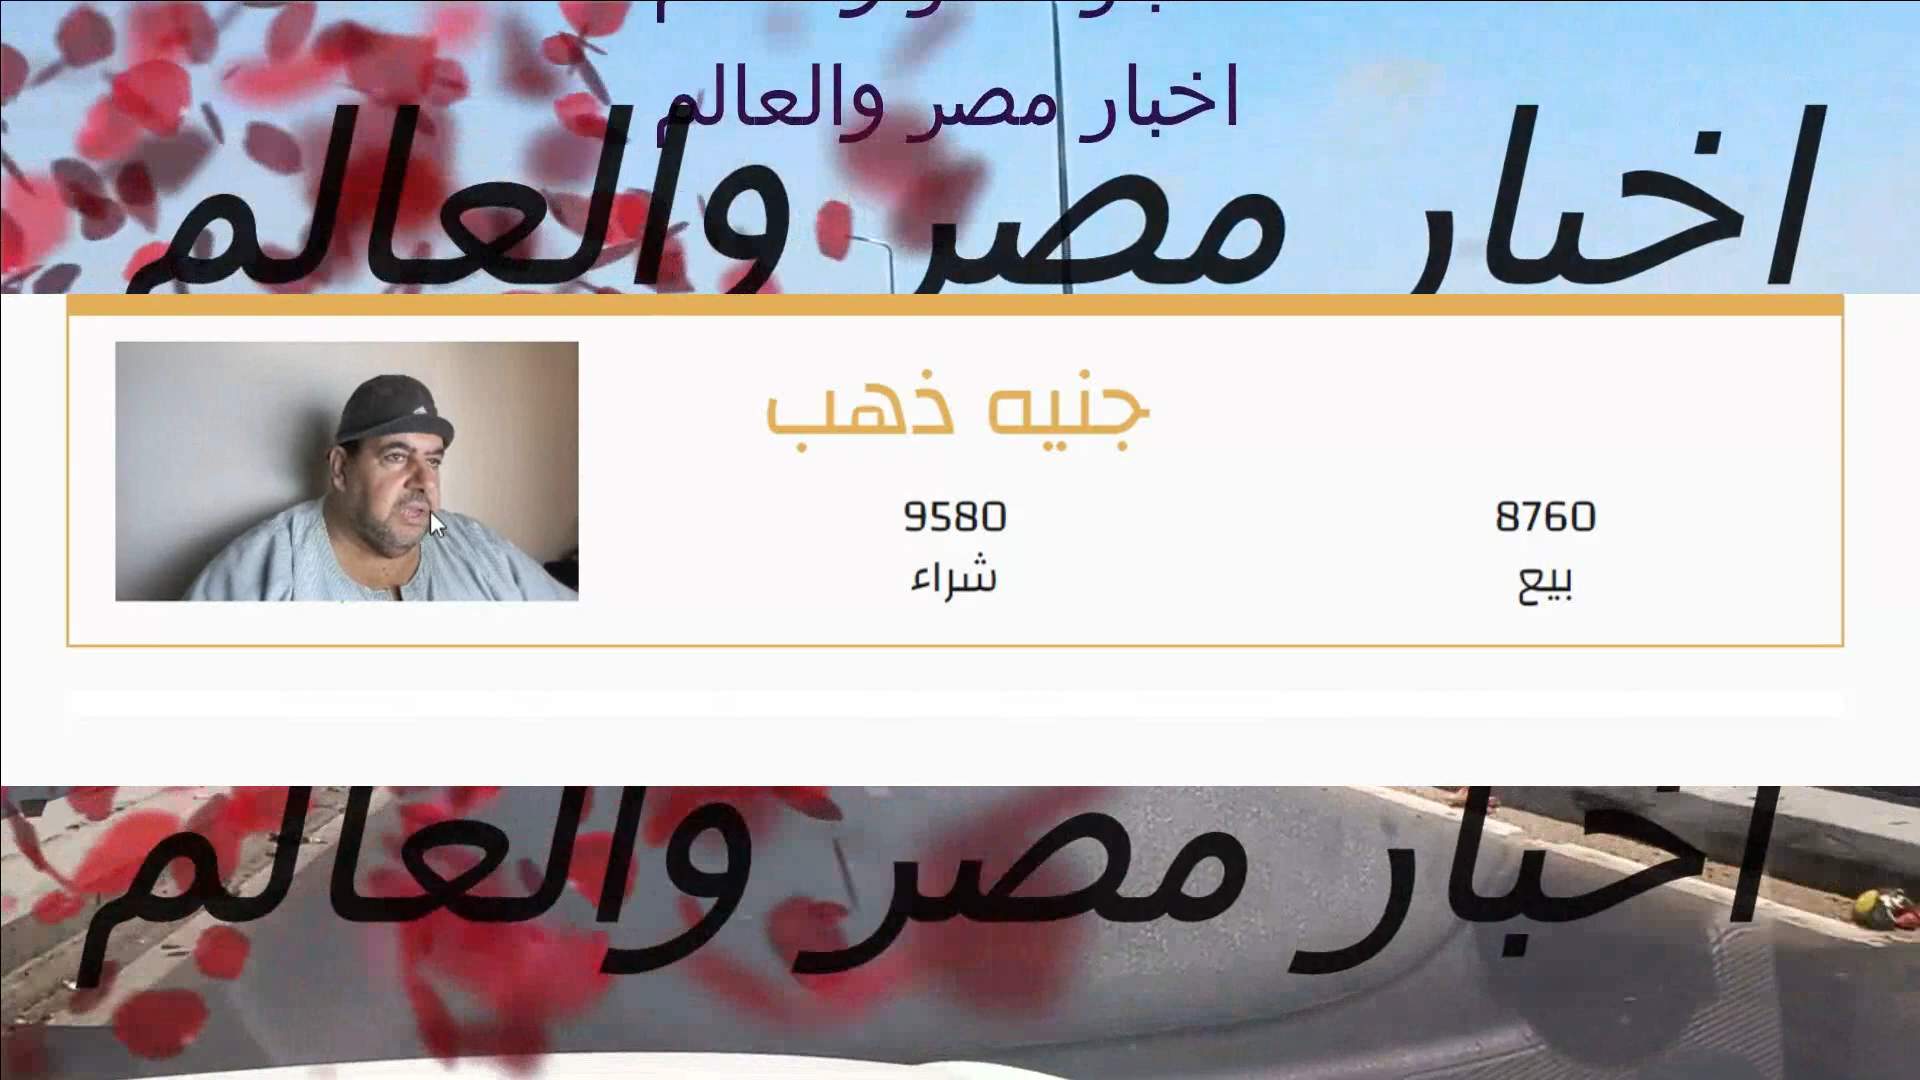 اخبار مصر والعالم
اخبار مصر والعالم
جنيه ذهب
8760
9580
بيع
شراء
اخبار مصر والعالم